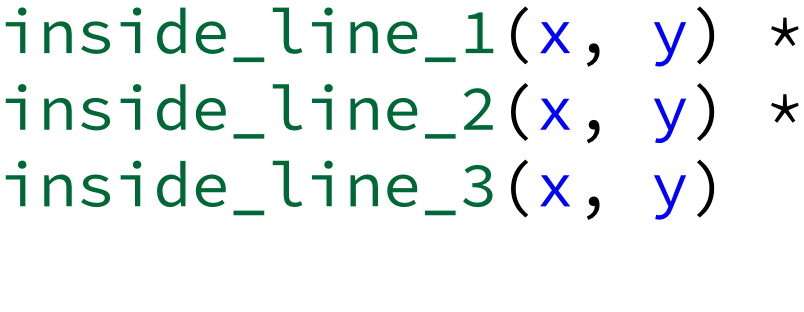 inside_line_1(x, y) *
inside_line_2(x, y) *
inside_line_3(x, y)